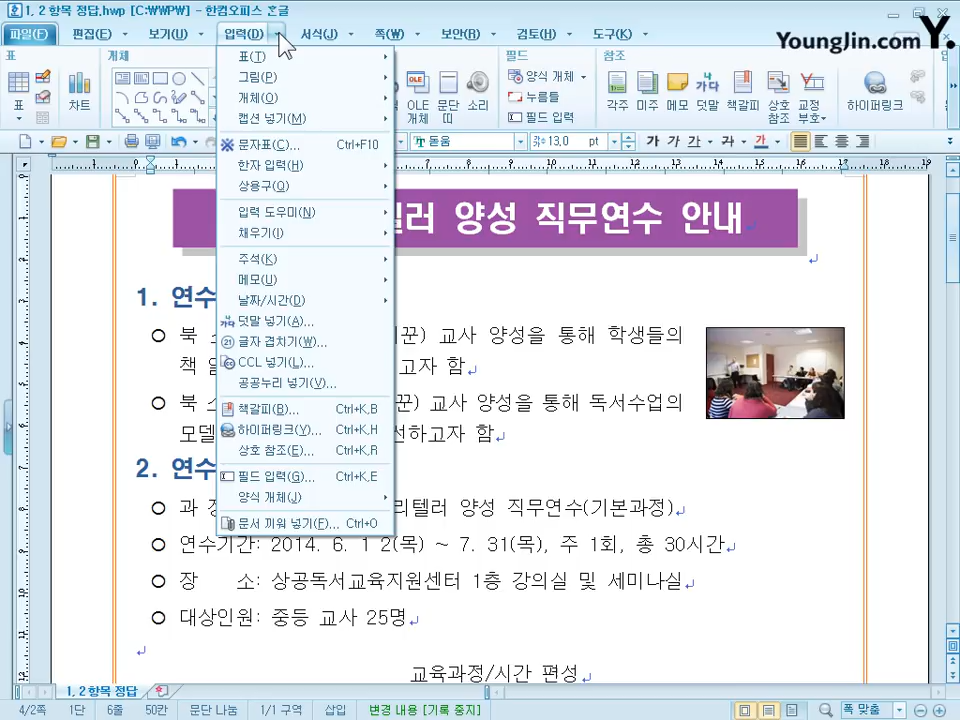 1, 2 항목 정답.hwp [C:\WPW\] - 한컴오피스 흔글
파일(F) 편집(E) 보기(U) 입력(D) 서식(J) 쪽(W) 보안(R) 검토(H) 도구(K)
YoungJin.com Y.
표 개체 필드 참조
표 차트 OLE 개체 문단 띠 소리 양식 개체 누름틀 필드 입력 각주 미주 메모 덧말 책갈피 상호 참조 교정 부호 하이퍼링크
돋움 13,0 pt
표(T)
그림(P)
개체(O)
캡션 넣기(M)
문자표(C)... Ctrl+F10
한자 입력(H)
상용구(Q)
입력 도우미(N)
채우기(I)
주석(K)
메모(U)
날짜/시간(D)
덧말 넣기(A)...
글자 겹치기(W)...
CCL 넣기(L)...
공공누리 넣기(V)...
책갈피(B)... Ctrl+K,B
하이퍼링크(Y)... Ctrl+K,H
상호 참조(E)... Ctrl+K,R
필드 입력(G)... Ctrl+K,E
양식 개체(J)
문서 끼워 넣기(F)... Ctrl+O
텔러 양성 직무연수 안내
1. 연수
북 꾼) 교사 양성을 통해 학생들의
책 고자 함
북 꾼) 교사 양성을 통해 독서수업의
모델 선하고자 함
2. 연수
과 정 리텔러 양성 직무연수(기본과정)
연수기간: 2014. 6. 1 2(목) ~ 7. 31(목), 주 1회, 총 30시간
장 소: 상공독서교육지원센터 1층 강의실 및 세미나실
대상인원: 중등 교사 25명
교육과정/시간 편성
1, 2 항목 정답
4/2쪽 1단 6줄 50칸 문단 나눔 1/1 구역 삽입 변경 내용 [기록 중지] 폭 맞춤